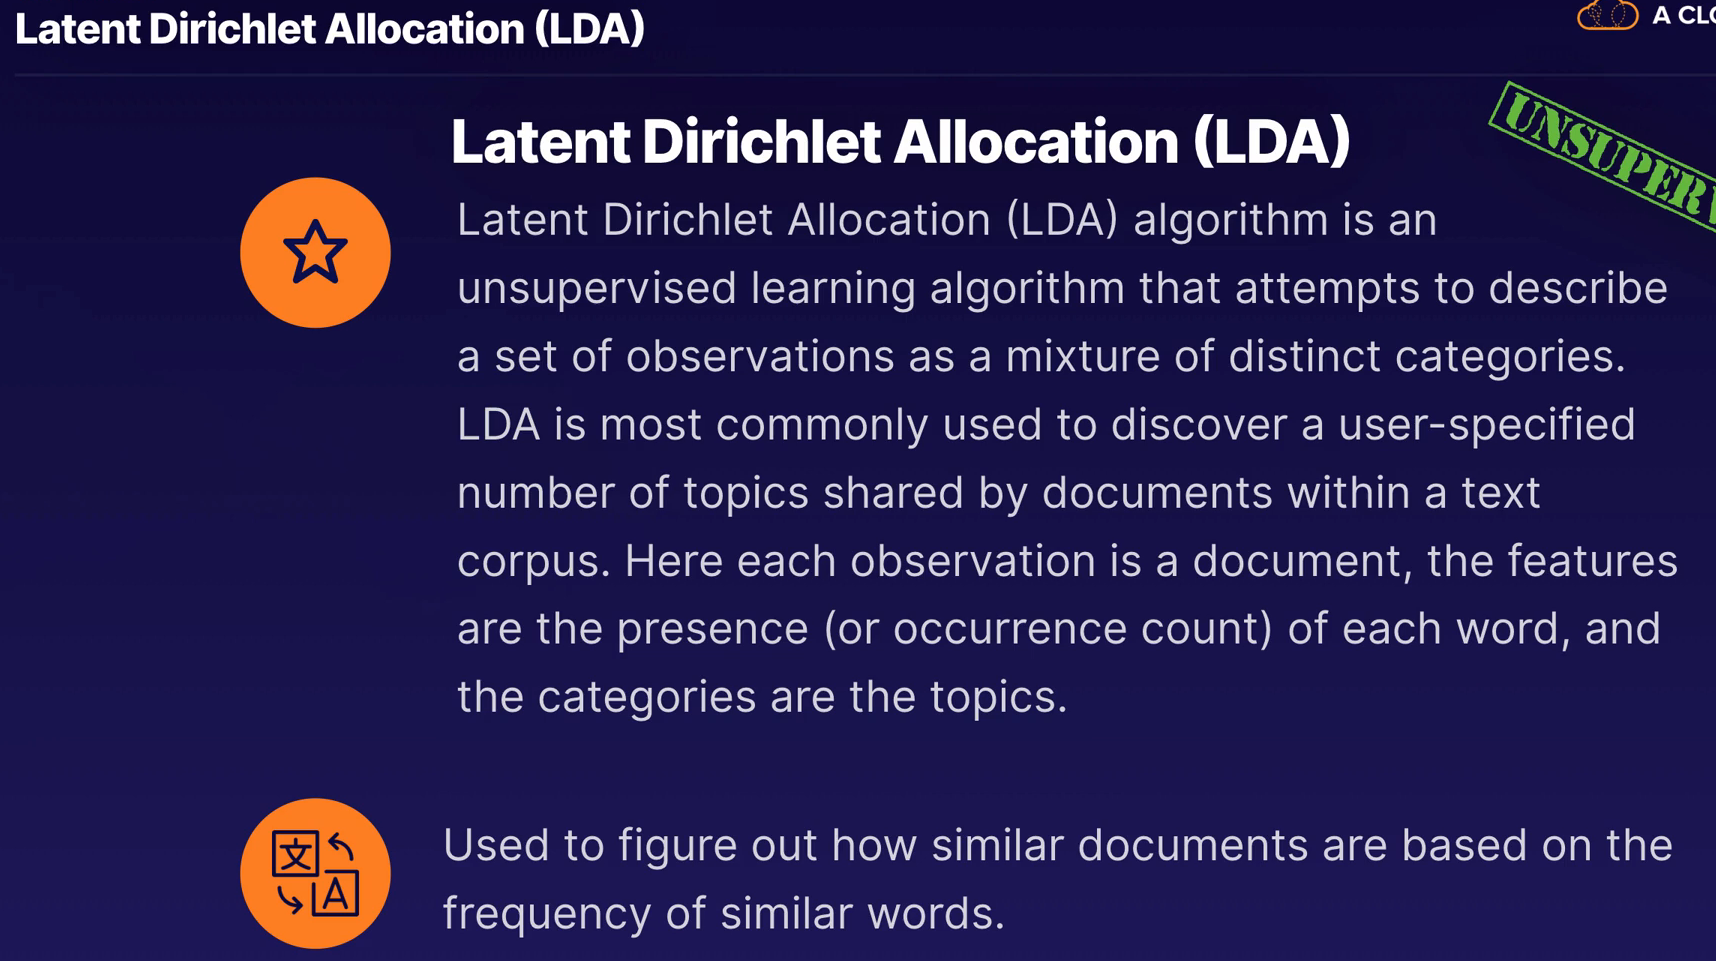 Latent Dirichlet Allocation (LDA)
A
Latent Dirichlet Allocation (LDA)
Latent Dirichlet Allocation (LDA) algorithm is an
unsupervised learning algorithm that attempts to describe
a set of observations as a mixture of distinct categories.
LDA is most commonly used to discover a user-specified
number of topics shared by documents within a text
corpus. Here each observation is a document, the features
are the presence (or occurrence count) of each word, and
the categories are the topics.
文
A
Used to figure out how similar documents are based on the
frequency of similar words.